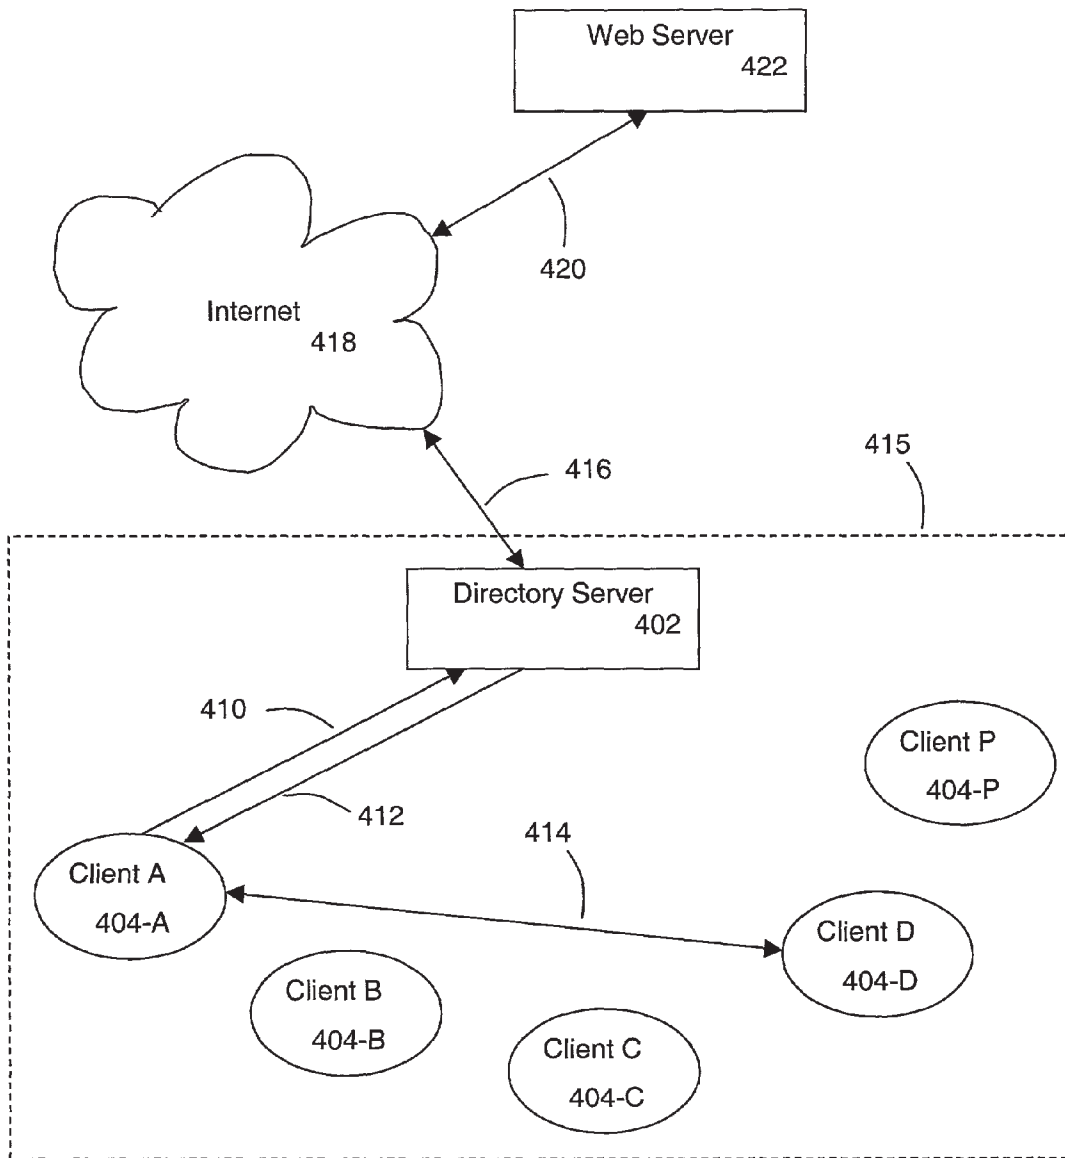 Web Server
422
420
Internet
418
415
416
Directory Server
402
410
Client P
404-P
412
414
Client A
404-A
Client D
404-D
Client B
404-B
Client C
404-C